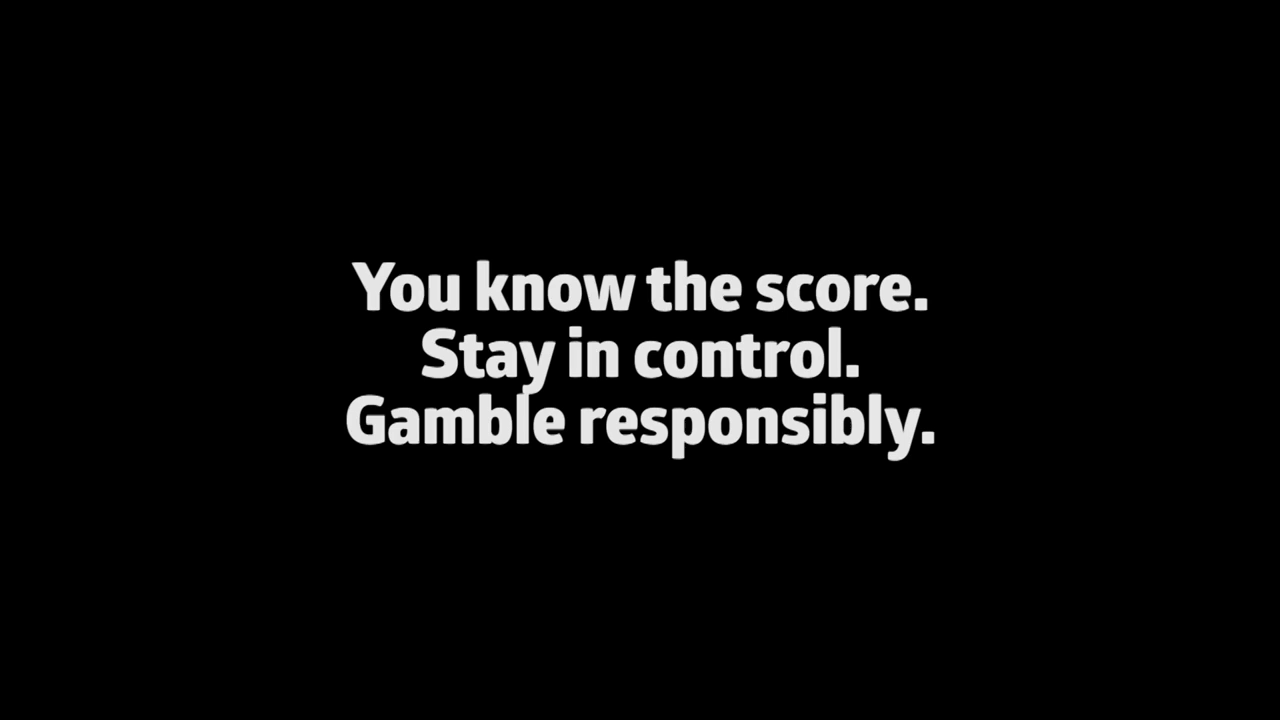 You know the score.
Stay in control.
Gamble responsibly.